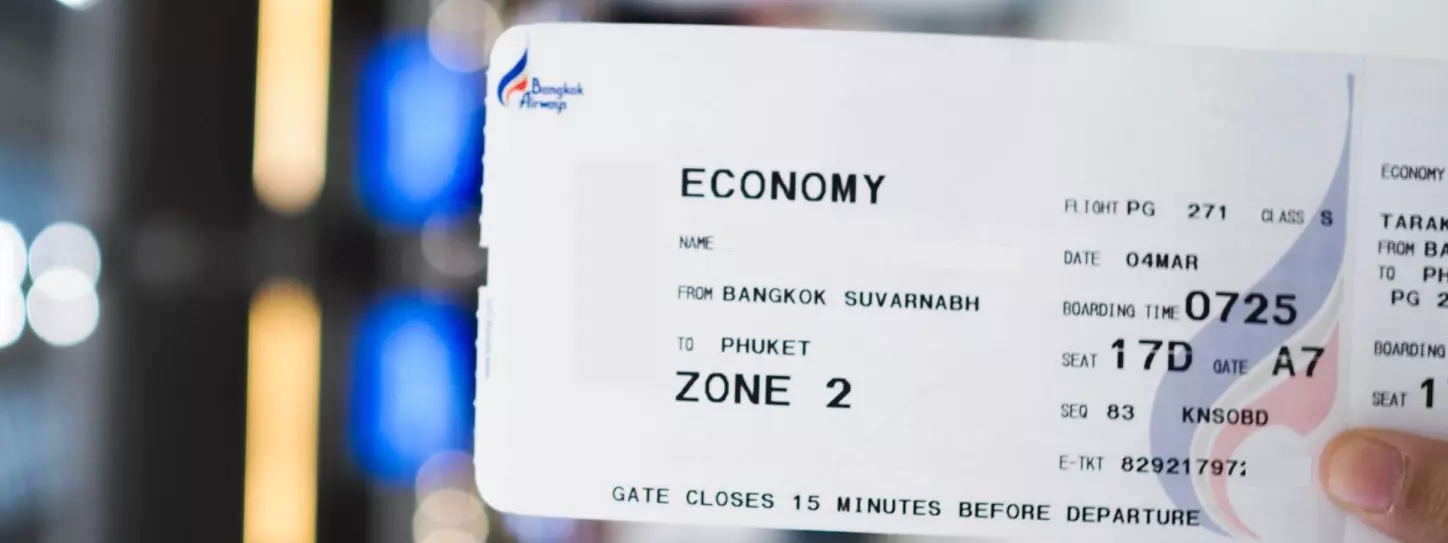 Bangkok
Airways
ECONOMY
NAME
FROM BANGKOK SUVARNABH
TO PHUKET
ZONE 2
FLIGHT PG 271 CLASS S
DATE 04MAR
BOARDING TIME 0725
SEAT 17D GATE A7
SEQ 83 KNSOBD
E-TKT 829217972
GATE CLOSES 15 MINUTES BEFORE DEPARTURE
ECONOMY
TARAK
FROM BA
TO PH
PG 2
BOARDING
SEAT 1